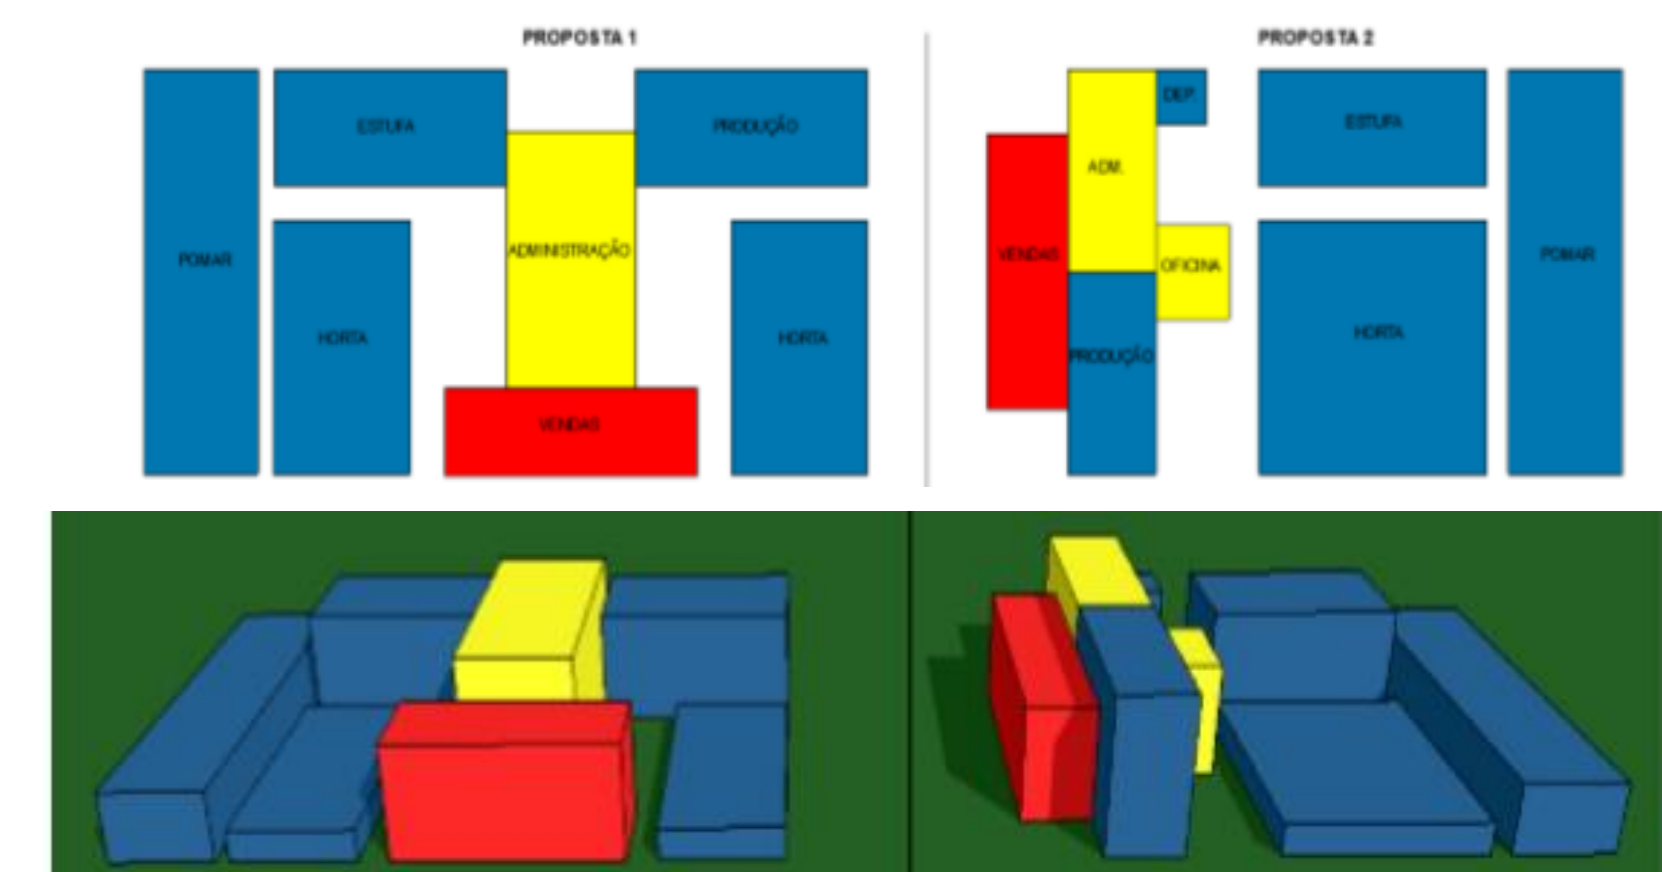 PROPOSTA 1
ESTUFA
PRODUÇÃO
POMAR
ADMINISTRAÇÃO
HORTA
HORTA
VENDAS
PROPOSTA 2
DEP.
ESTUFA
ADM.
VENDAS
OFICINA
POMAR
HORTA
PRODUÇÃO